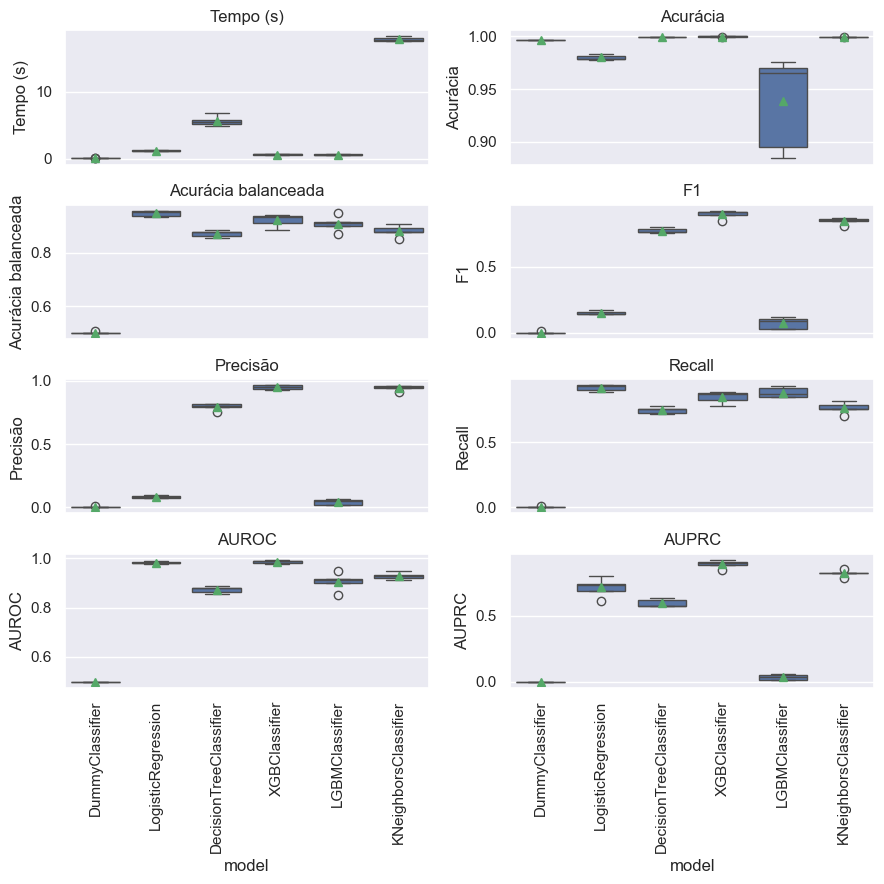 Tempo (s)
Tempo (s)
10
0
Acurácia
Acurácia
1.00
0.95
0.90
Acurácia balanceada
Acurácia balanceada
0.8
0.6
F1
F1
0.5
0.0
Precisão
Precisão
1.0
0.5
0.0
Recall
Recall
0.5
0.0
AUROC
AUROC
1.0
0.8
0.6
AUPRC
AUPRC
0.5
0.0
DummyClassifier
LogisticRegression
DecisionTreeClassifier
XGBClassifier
LGBMClassifier
KNeighborsClassifier
model
DummyClassifier
LogisticRegression
DecisionTreeClassifier
XGBClassifier
LGBMClassifier
KNeighborsClassifier
model